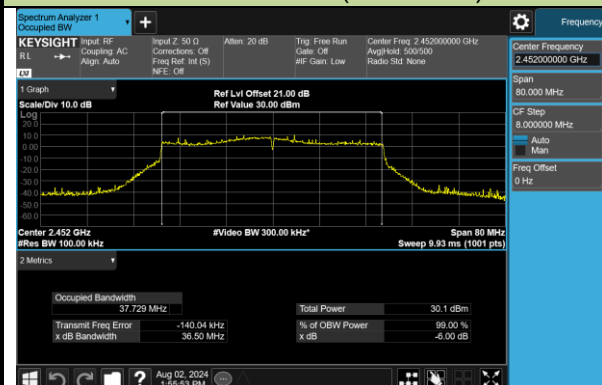 Spectrum Analyzer 1
Occupied BW
+
Frequency
KEYSIGHT
RL
LXI
Input: RF
Coupling: AC
Align: Auto
Input Z: 50 Ω
Corrections: Off
Freq Ref: Int (S)
NFE: Off
Atten: 20 dB
Trig: Free Run
Gate: Off
#IF Gain: Low
Center Freq: 2.452000000 GHz
Avg|Hold: 500/500
Radio Std: None
Center Frequency
2.452000000 GHz
Span
80.000 MHz
CF Step
8.000000 MHz
Auto
Man
Freq Offset
0 Hz
1 Graph
Scale/Div 10.0 dB
Ref Lvl Offset 21.00 dB
Ref Value 30.00 dBm
Log
20.0
10.0
0.00
-10.0
-20.0
-30.0
-40.0
-50.0
-60.0
Center 2.452 GHz
#Res BW 100.00 kHz
#Video BW 300.00 kHz*
Span 80 MHz
Sweep 9.93 ms (1001 pts)
2 Metrics
Occupied Bandwidth
37.729 MHz
Transmit Freq Error -140.04 kHz
x dB Bandwidth 36.50 MHz
Total Power 30.1 dBm
% of OBW Power 99.00 %
x dB -6.00 dB
?
Aug 02, 2024
1:55:53 PM